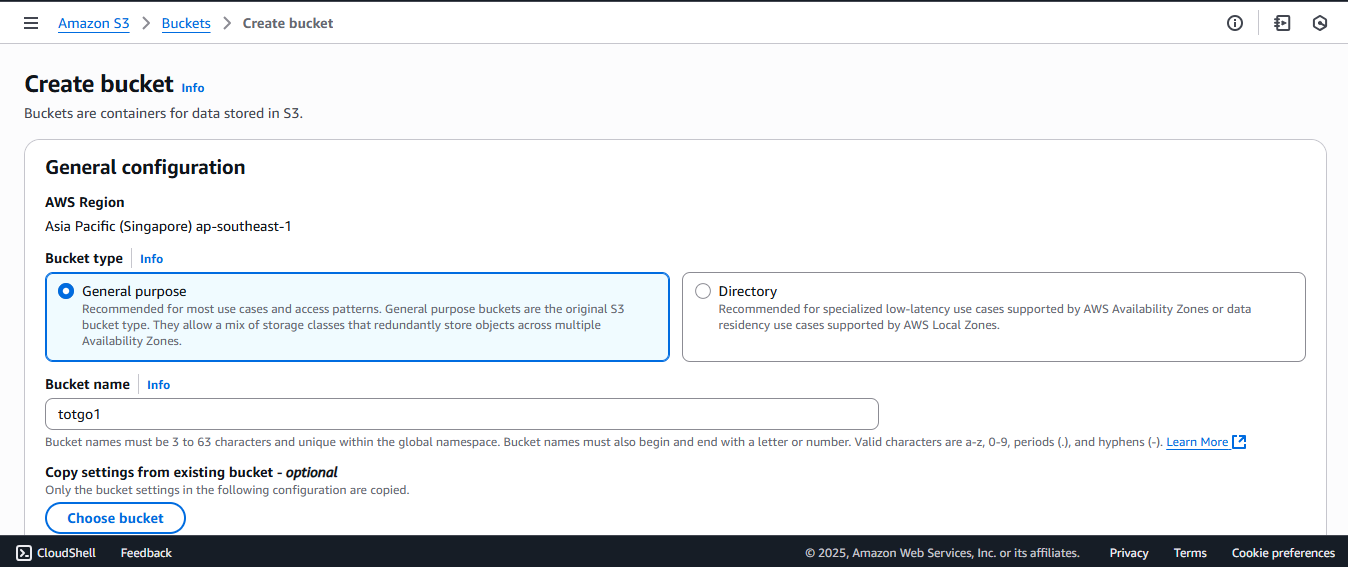 Amazon S3 > Buckets > Create bucket
Create bucket Info
Buckets are containers for data stored in S3.
General configuration
AWS Region
Asia Pacific (Singapore) ap-southeast-1
Bucket type Info
General purpose
Recommended for most use cases and access patterns. General purpose buckets are the original S3
bucket type. They allow a mix of storage classes that redundantly store objects across multiple
Availability Zones.
Directory
Recommended for specialized low-latency use cases supported by AWS Availability Zones or data
residency use cases supported by AWS Local Zones.
Bucket name Info
totgo1
Bucket names must be 3 to 63 characters and unique within the global namespace. Bucket names must also begin and end with a letter or number. Valid characters are a-z, 0-9, periods (.), and hyphens (-). Learn More
Copy settings from existing bucket - optional
Only the bucket settings in the following configuration are copied.
Choose bucket
CloudShell Feedback © 2025, Amazon Web Services, Inc. or its affiliates. Privacy Terms Cookie preferences